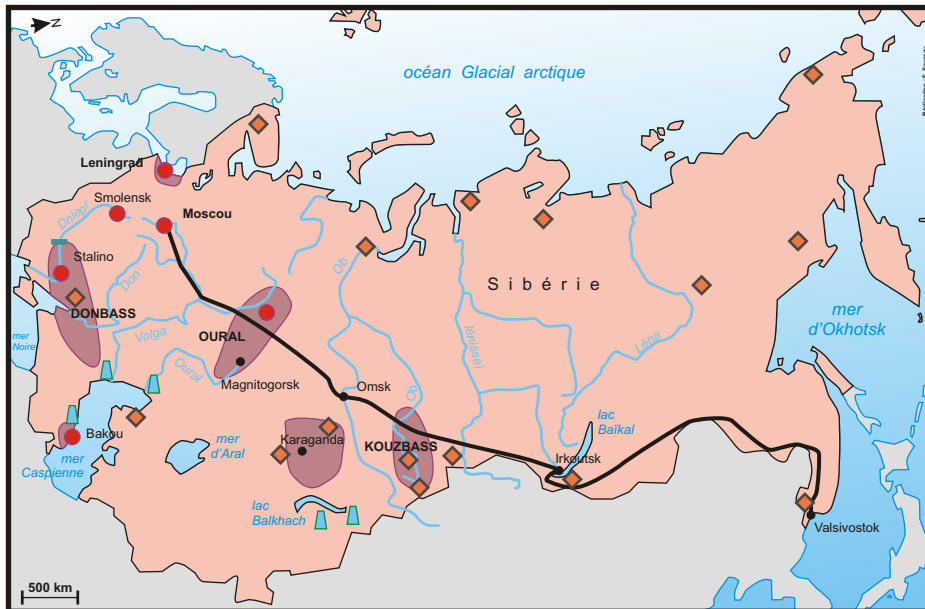 N
océan Glacial arctique
Leningrad
Smolensk
Moscou
Dniepr
Stalino
Don
DONBASS
Volga
OURAL
Oural
Magnitogorsk
mer
Noire
Ob
Ob
Iénisseï
Sibérie
Léna
mer
d'Okhotsk
Omsk
Bakou
mer
Caspienne
mer
d'Aral
Karaganda
KOUZBASS
lac
Balkhach
lac
Baïkal
Irkoutsk
Valsivostok
500 km